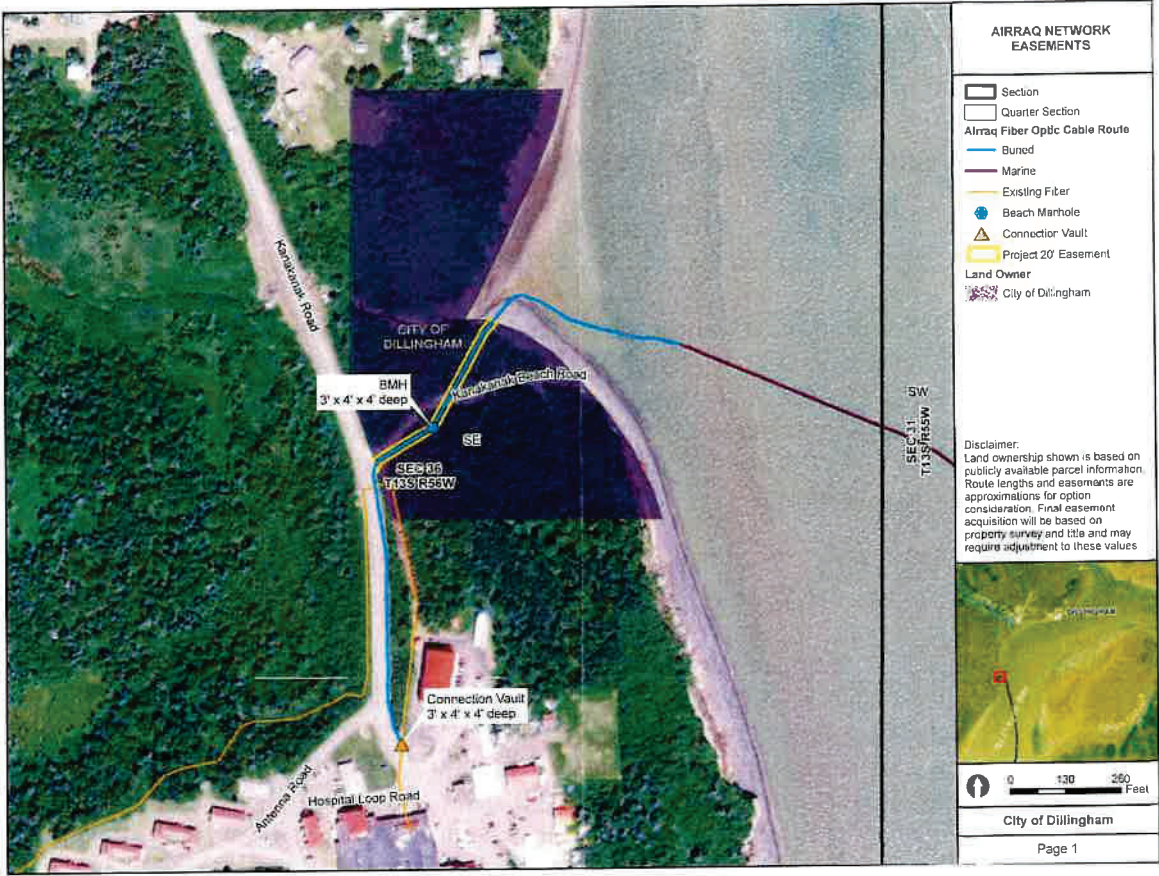 AIRRAQ NETWORK
EASEMENTS
Section
Quarter Section
Airraq Fiber Optic Cable Route
Buried
Marine
Existing Fiber
Beach Manhole
Connection Vault
Project 20' Easement
Land Owner
City of Dillingham
Disclaimer:
Land ownership shown is based on
publicly available parcel information.
Route lengths and easements are
approximations for option
consideration. Final easement
acquisition will be based on
property survey and title and may
require adjustment to these values
DILLINGHAM
0 130 260
Feet
City of Dillingham
Page 1
Kanakanak Road
CITY OF
DILLINGHAM
BMH
3' x 4' x 4' deep
Kanakanak Beach Road
SE
SEC 36
T13S R56W
SW
SEC 31
T13S R55W
Connection Vault
3' x 4' x 4' deep
Antenna Road
Hospital Loop Road